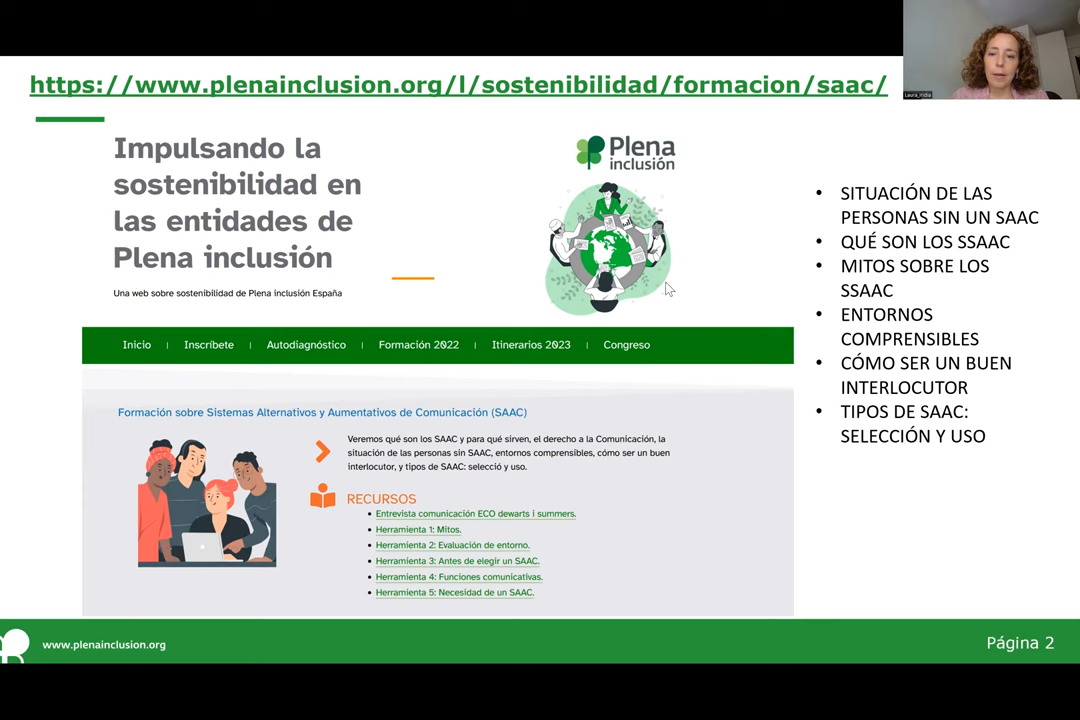 https://www.plenainclusion.org/l/sostenibilidad/formacion/saac/
Laura_Iridia
Impulsando la
sostenibilidad en
las entidades de
Plena inclusión
Una web sobre sostenibilidad de Plena inclusión España
Plena
inclusión
Inicio | Inscríbete | Autodiagnóstico | Formación 2022 | Itinerarios 2023 | Congreso
Formación sobre Sistemas Alternativos y Aumentativos de Comunicación (SAAC)
Veremos qué son los SAAC y para qué sirven, el derecho a la Comunicación, la
situación de las personas sin SAAC, entornos comprensibles, cómo ser un buen
interlocutor, y tipos de SAAC: selecció y uso.
RECURSOS
• Entrevista comunicación ECO dewarts i summers.
• Herramienta 1: Mitos.
• Herramienta 2: Evaluación de entorno.
• Herramienta 3: Antes de elegir un SAAC.
• Herramienta 4: Funciones comunicativas.
• Herramienta 5: Necesidad de un SAAC.
• SITUACIÓN DE LAS
PERSONAS SIN UN SAAC
• QUÉ SON LOS SSAAC
• MITOS SOBRE LOS
SSAAC
• ENTORNOS
COMPRENSIBLES
• CÓMO SER UN BUEN
INTERLOCUTOR
• TIPOS DE SAAC:
SELECCIÓN Y USO
www.plenainclusion.org
Página 2